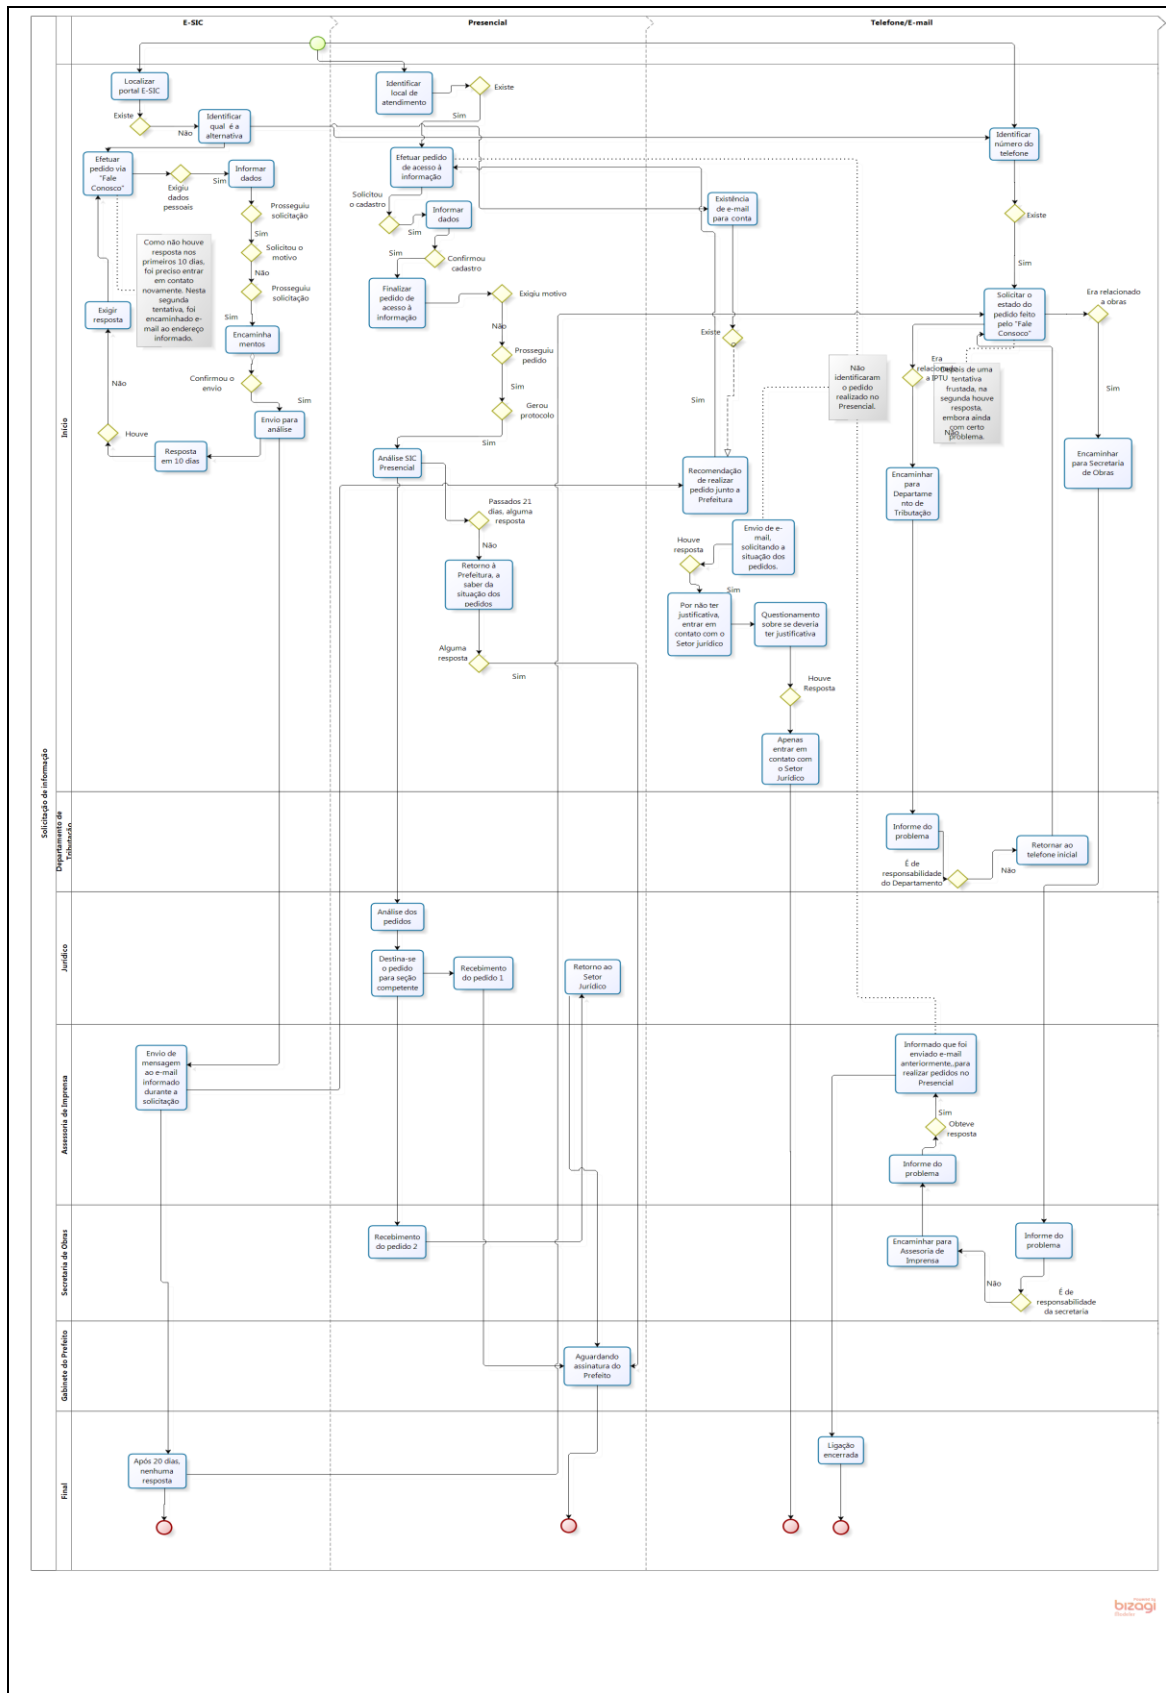 E-SIC
Presencial
Telefone/E-mail
Solicitação de informação
Início
Localizar
portal E-SIC
Existe
Não
Identificar
qual é a
alternativa
Efetuar
pedido via
"Fale
Conosco"
Exigiu
dados
pessoais
Sim
Informar
dados
Prosseguiu
solicitação
Sim
Solicitou o
motivo
Não
Prosseguiu
solicitação
Sim
Encaminha
mentos
Confirmou o
envio
Sim
Envio para
análise
Resposta
em 10 dias
Houve
Não
Exigir
resposta
Como não houve
resposta nos
primeiros 10 dias,
foi preciso entrar
em contato
novamente. Nesta
segunda
tentativa, foi
encaminhado e-
mail ao endereço
informado.
Identificar
local de
atendimento
Existe
Sim
Efetuar pedido
de acesso à
informação
Solicitou
o cadastro
Sim
Informar
dados
Confirmou
cadastro
Sim
Finalizar
pedido de
acesso à
informação
Exigiu motivo
Não
Prosseguiu
pedido
Sim
Gerou
protocolo
Sim
Análise SIC
Presencial
Passados 21
dias, alguma
resposta
Não
Retorno à
Prefeitura, a
saber da
situação dos
pedidos
Alguma
resposta
Sim
Existência
de e-mail
para conta
Existe
Sim
Recomendação
de realizar
pedido junto a
Prefeitura
Envio de e-
mail,
solicitando a
situação dos
pedidos.
Houve
resposta
Sim
Por não ter
justificativa,
entrar em
contato com o
Setor jurídico
Questionamento
sobre se deveria
ter justificativa
Houve
Resposta
Apenas
entrar em
contato com
o Setor
Jurídico
Não
identificaram
o pedido
realizado no
Presencial.
Identificar
número do
telefone
Existe
Sim
Solicitar o
estado do
pedido feito
pelo "Fale
Consoco"
Era relacionado
a obras
Sim
Era
relacionado
a IPTU
Não
Depois de uma
tentativa
frustada, na
segunda houve
resposta,
embora ainda
com certo
problema.
Encaminhar
para
Departame
nto de
Tributação
Encaminhar
para Secretaria
de Obras
Departamento de
Tributação
Informe do
problema
É de
responsabilidade
do Departamento
Não
Retornar ao
telefone inicial
Jurídico
Análise dos
pedidos
Destina-se
o pedido
para seção
competente
Recebimento
do pedido 1
Retorno ao
Setor
Jurídico
Assessoria de Imprensa
Envio de
mensagem
ao e-mail
informado
durante a
solicitação
Informado que foi
enviado e-mail
anteriormente,,para
realizar pedidos no
Presencial
Sim
Obteve
resposta
Informe do
problema
Secretaria de Obras
Recebimento
do pedido 2
Encaminhar para
Assesoria de
Imprensa
Não
Informe do
problema
É de
responsabilidade
da secretaria
Gabinete do Prefeito
Aguardando
assinatura do
Prefeito
Final
Após 20 dias,
nenhuma
resposta
Ligação
encerrada
bizagi